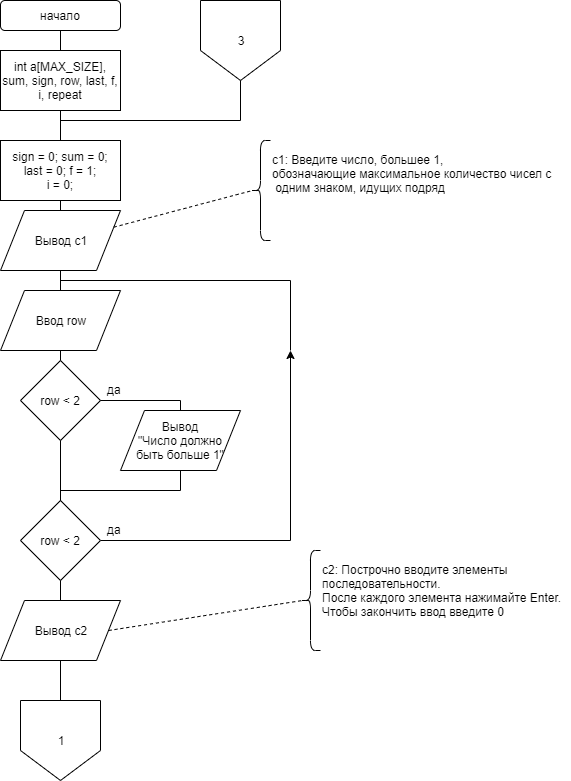 начало
3
int a[MAX_SIZE],
sum, sign, row, last, f,
i, repeat
sign = 0; sum = 0;
last = 0; f = 1;
i = 0;
c1: Введите число, большее 1,
обозначающие максимальное количество чисел с
одним знаком, идущих подряд
Вывод c1
Ввод row
row < 2
да
Вывод
"Число должно
быть больше 1"
row < 2
да
c2: Построчно вводите элементы
последовательности.
После каждого элемента нажимайте Enter.
Чтобы закончить ввод введите 0
Вывод c2
1